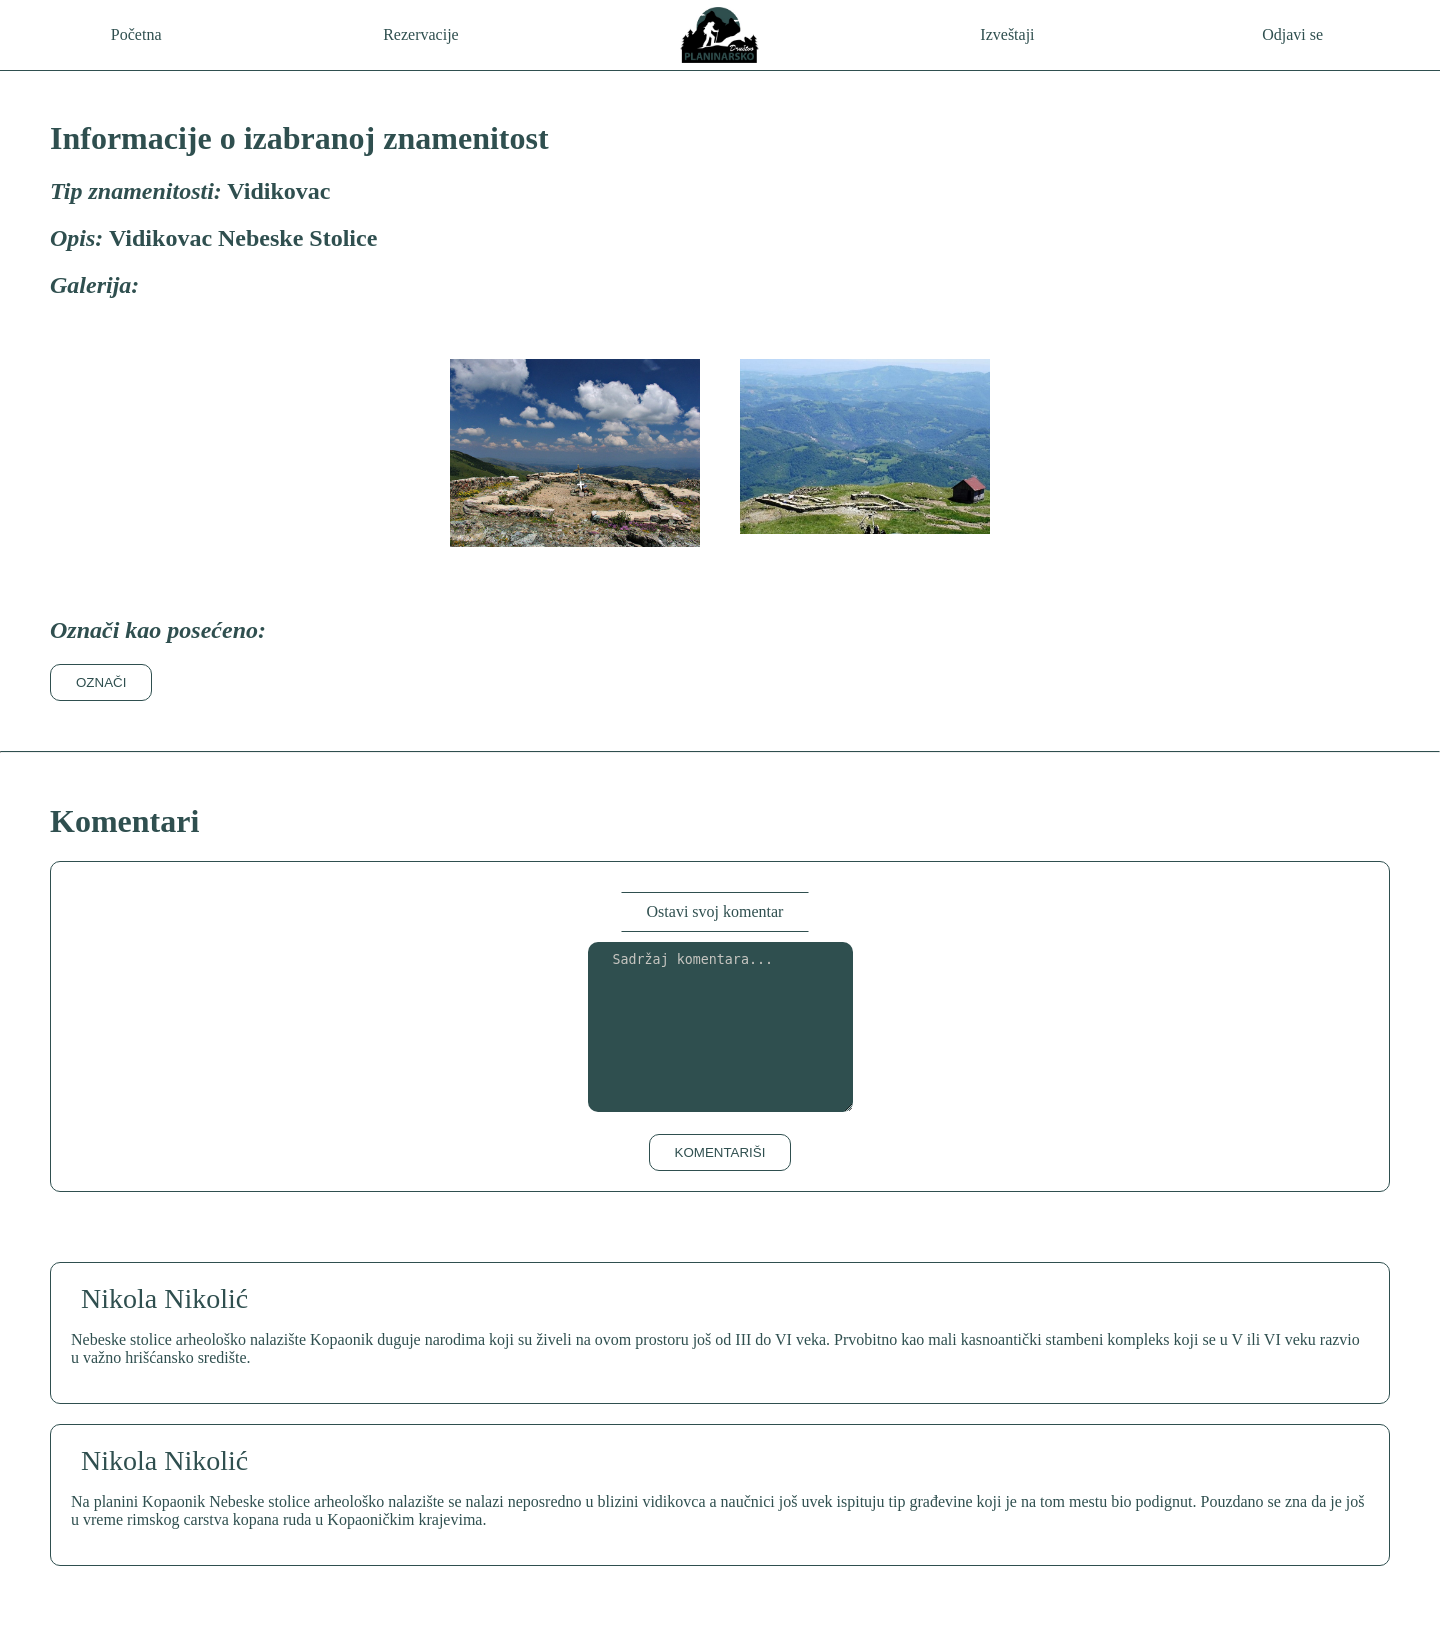 Početna
Rezervacije
Društvo
PLANINARSKO
Izveštaji
Odjavi se
Informacije o izabranoj znamenitost
Tip znamenitosti: Vidikovac
Opis: Vidikovac Nebeske Stolice
Galerija:
Označi kao posećeno:
OZNAČI
Komentari
Ostavi svoj komentar
Sadržaj komentara...
KOMENTARIŠI
Nikola Nikolić
Nebeske stolice arheološko nalazište Kopaonik duguje narodima koji su živeli na ovom prostoru još od III do VI veka. Prvobitno kao mali kasnoantički stambeni kompleks koji se u V ili VI veku razvio
u važno hrišćansko središte.
Nikola Nikolić
Na planini Kopaonik Nebeske stolice arheološko nalazište se nalazi neposredno u blizini vidikovca a naučnici još uvek ispituju tip građevine koji je na tom mestu bio podignut. Pouzdano se zna da je još
u vreme rimskog carstva kopana ruda u Kopaoničkim krajevima.